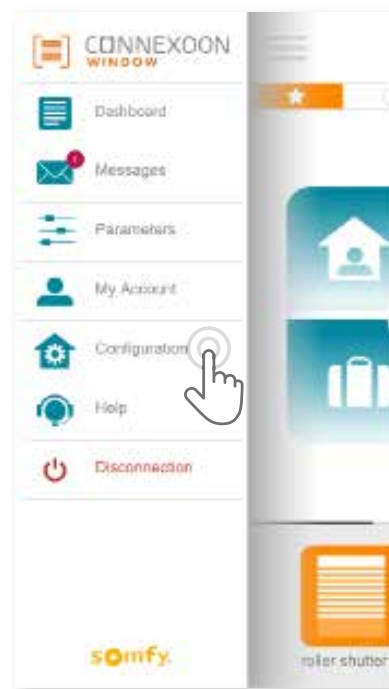 CONNEXOON
WINDOW
Dashboard
Messages
Parameters
My Account
Configuration
Help
Disconnection
somfy.
roller shutter